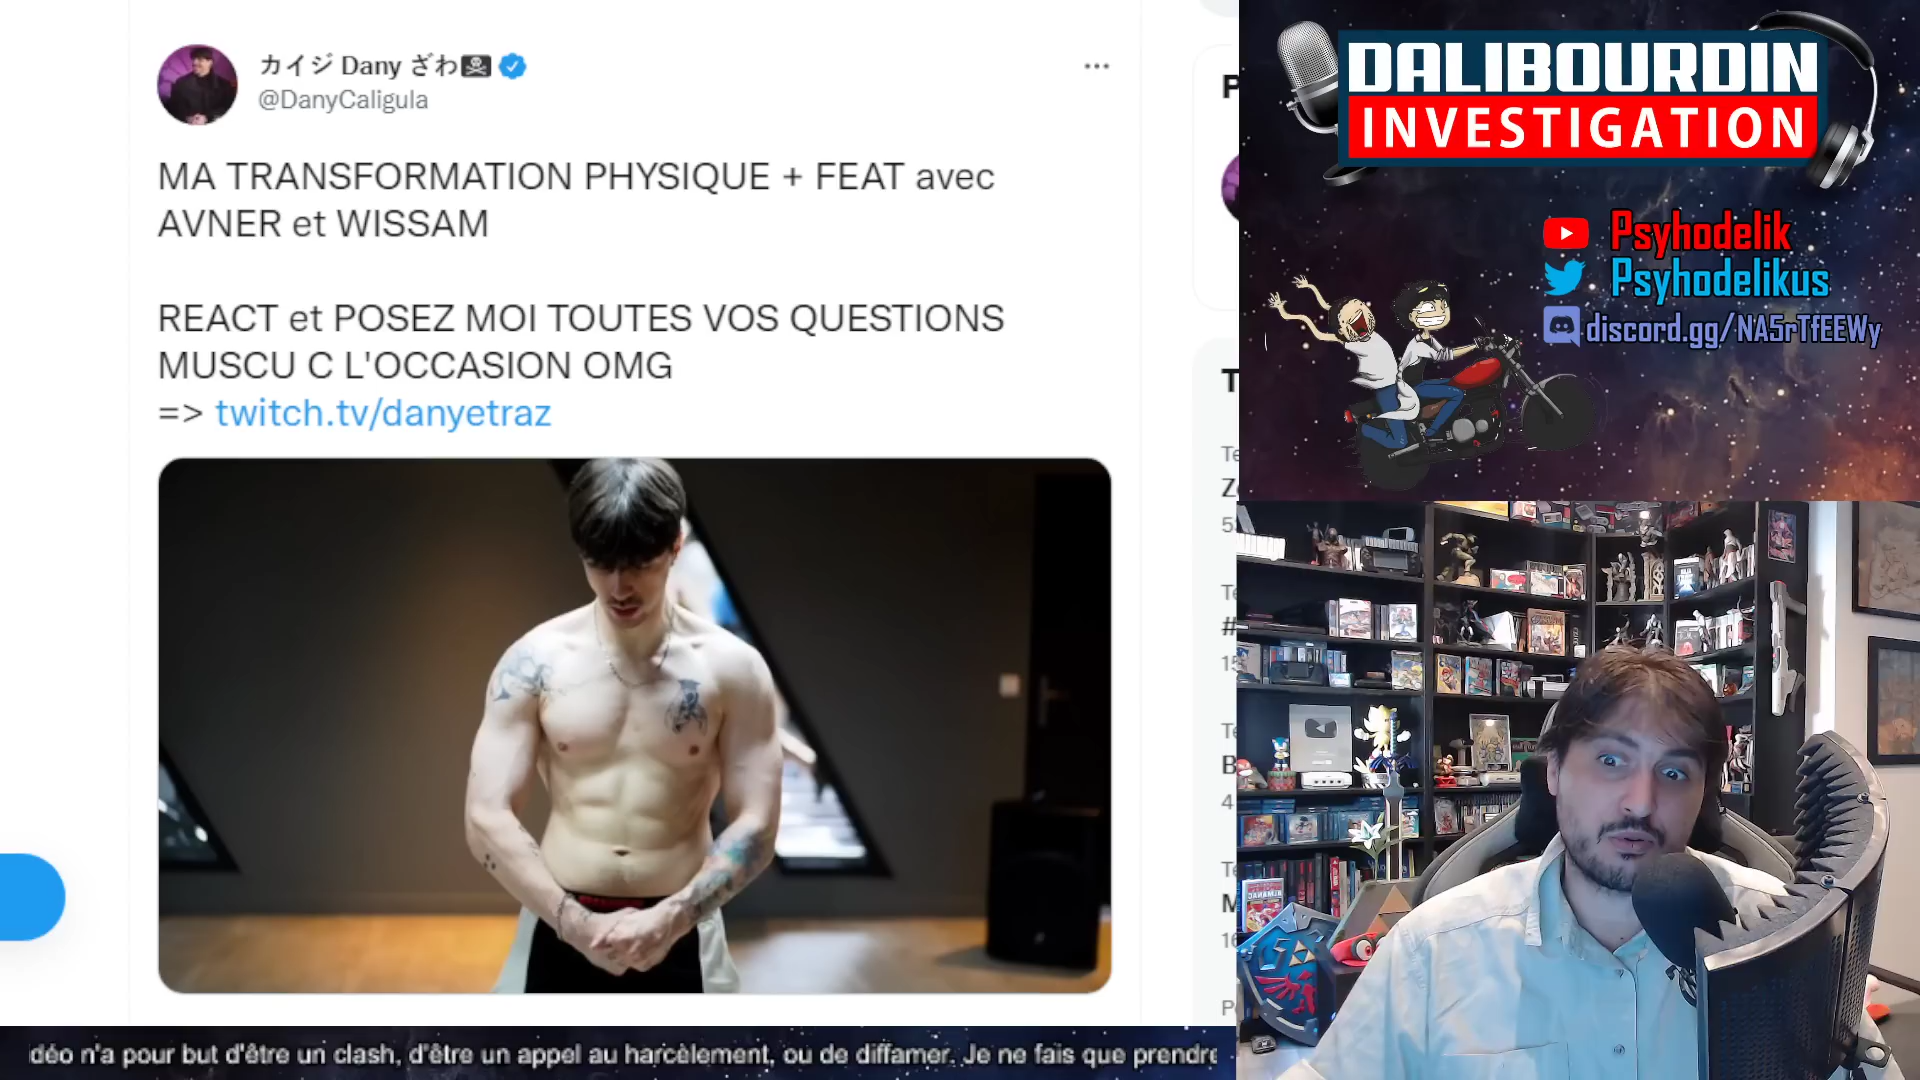 カイジ Dany ざわ
@DanyCaligula
MA TRANSFORMATION PHYSIQUE + FEAT avec
AVNER et WISSAM
REACT et POSEZ MOI TOUTES VOS QUESTIONS
MUSCU C L'OCCASION OMG
=> twitch.tv/danyetraz
DALIBOURDIN
INVESTIGATION
Psyhodelik
Psyhodelikus
discord.gg/NA5rTfEEWy
déo n'a pour but d'être un clash, d'être un appel au harcèlement, ou de diffamer. Je ne fais que prendre